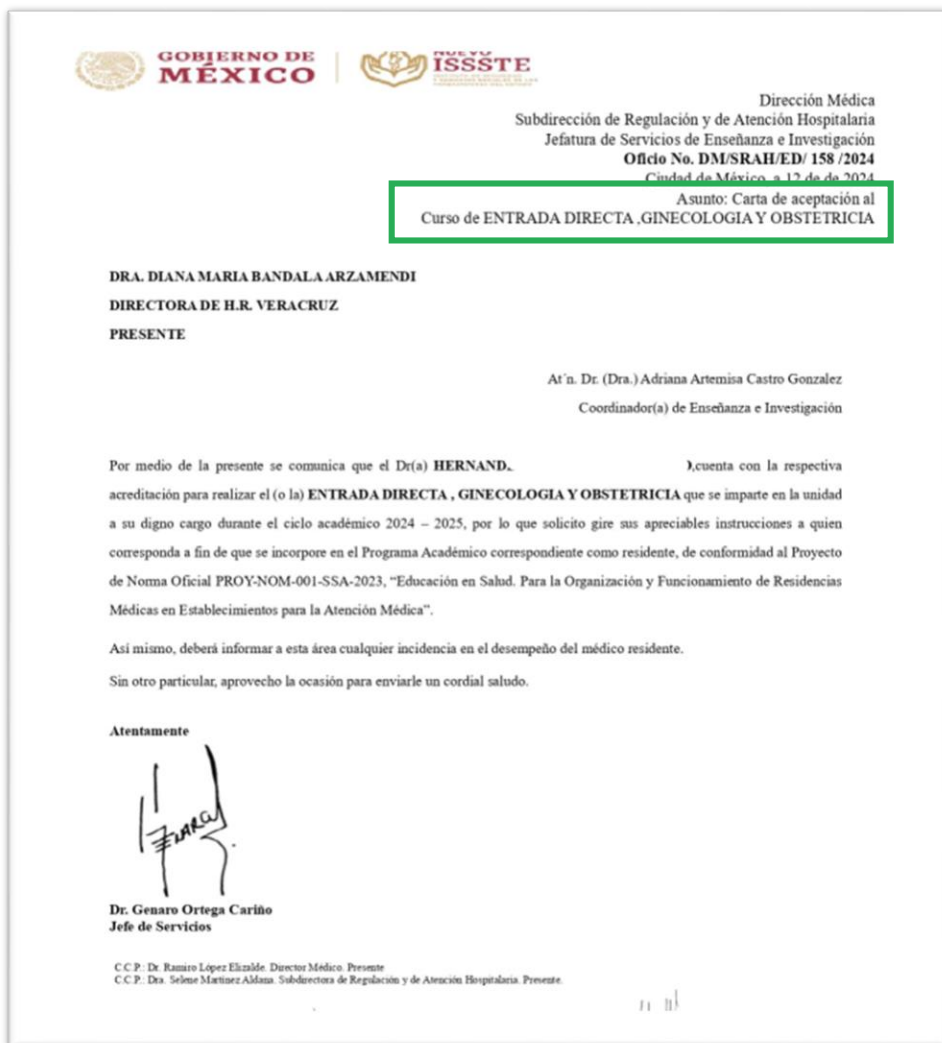 GOBIERNO DE
MÉXICO
NUEVO
ISSSTE
Dirección Médica
Subdirección de Regulación y de Atención Hospitalaria
Jefatura de Servicios de Enseñanza e Investigación
Oficio No. DM/SRAH/ED/ 158 /2024
Ciudad de México, a 12 de de 2024
Asunto: Carta de aceptación al
Curso de ENTRADA DIRECTA ,GINECOLOGIA Y OBSTETRICIA
DRA. DIANA MARIA BANDALA ARZAMENDI
DIRECTORA DE H.R. VERACRUZ
PRESENTE
At´n. Dr. (Dra.) Adriana Artemisa Castro Gonzalez
Coordinador(a) de Enseñanza e Investigación
Por medio de la presente se comunica que el Dr(a) HERNAND. ),cuenta con la respectiva
acreditación para realizar el (o la) ENTRADA DIRECTA , GINECOLOGIA Y OBSTETRICIA que se imparte en la unidad
a su digno cargo durante el ciclo académico 2024 – 2025, por lo que solicito gire sus apreciables instrucciones a quien
corresponda a fin de que se incorpore en el Programa Académico correspondiente como residente, de conformidad al Proyecto
de Norma Oficial PROY-NOM-001-SSA-2023, “Educación en Salud. Para la Organización y Funcionamiento de Residencias
Médicas en Establecimientos para la Atención Médica”.
Así mismo, deberá informar a esta área cualquier incidencia en el desempeño del médico residente.
Sin otro particular, aprovecho la ocasión para enviarle un cordial saludo.
Atentamente
Dr. Genaro Ortega Cariño
Jefe de Servicios
C.C.P.: Dr. Ramiro López Elizalde. Director Médico. Presente
C.C.P.: Dra. Selene Martínez Aldana. Subdirectora de Regulación y de Atención Hospitalaria. Presente.